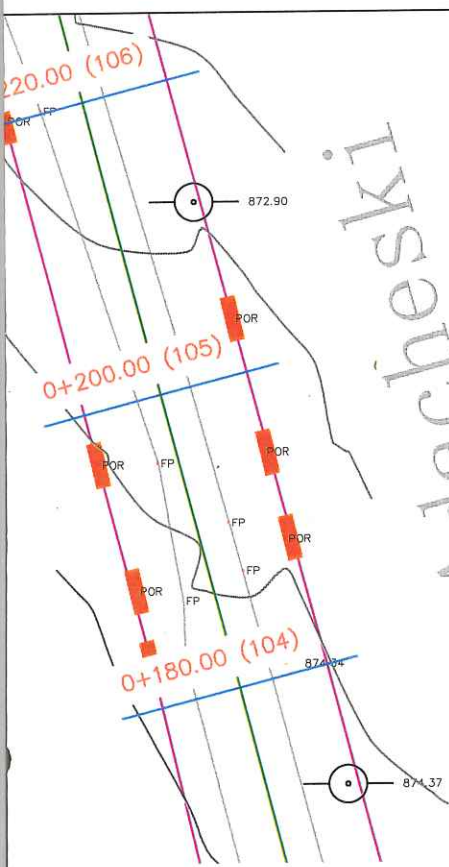 220.00 (106)
POR
FP
872.90
POR
0+200.00 (105)
POR
FP
POR
FP
POR
FP
POR
FP
0+180.00 (104)
874.34
874.37